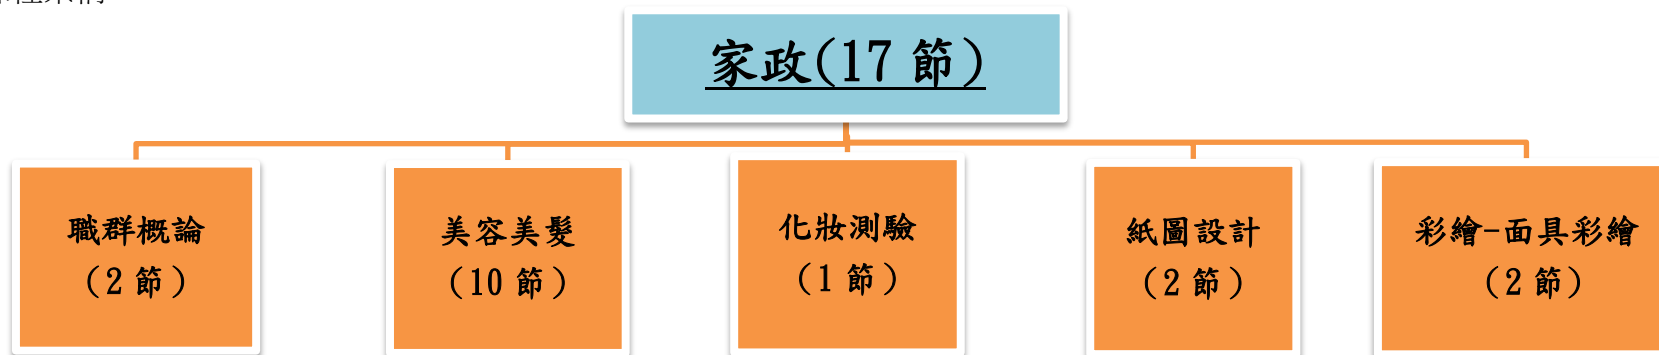 家政(17 節)
職群概論
(2 節)
美容美髮
(10 節)
化妝測驗
(1 節)
紙圖設計
(2 節)
彩繪-面具彩繪
(2 節)